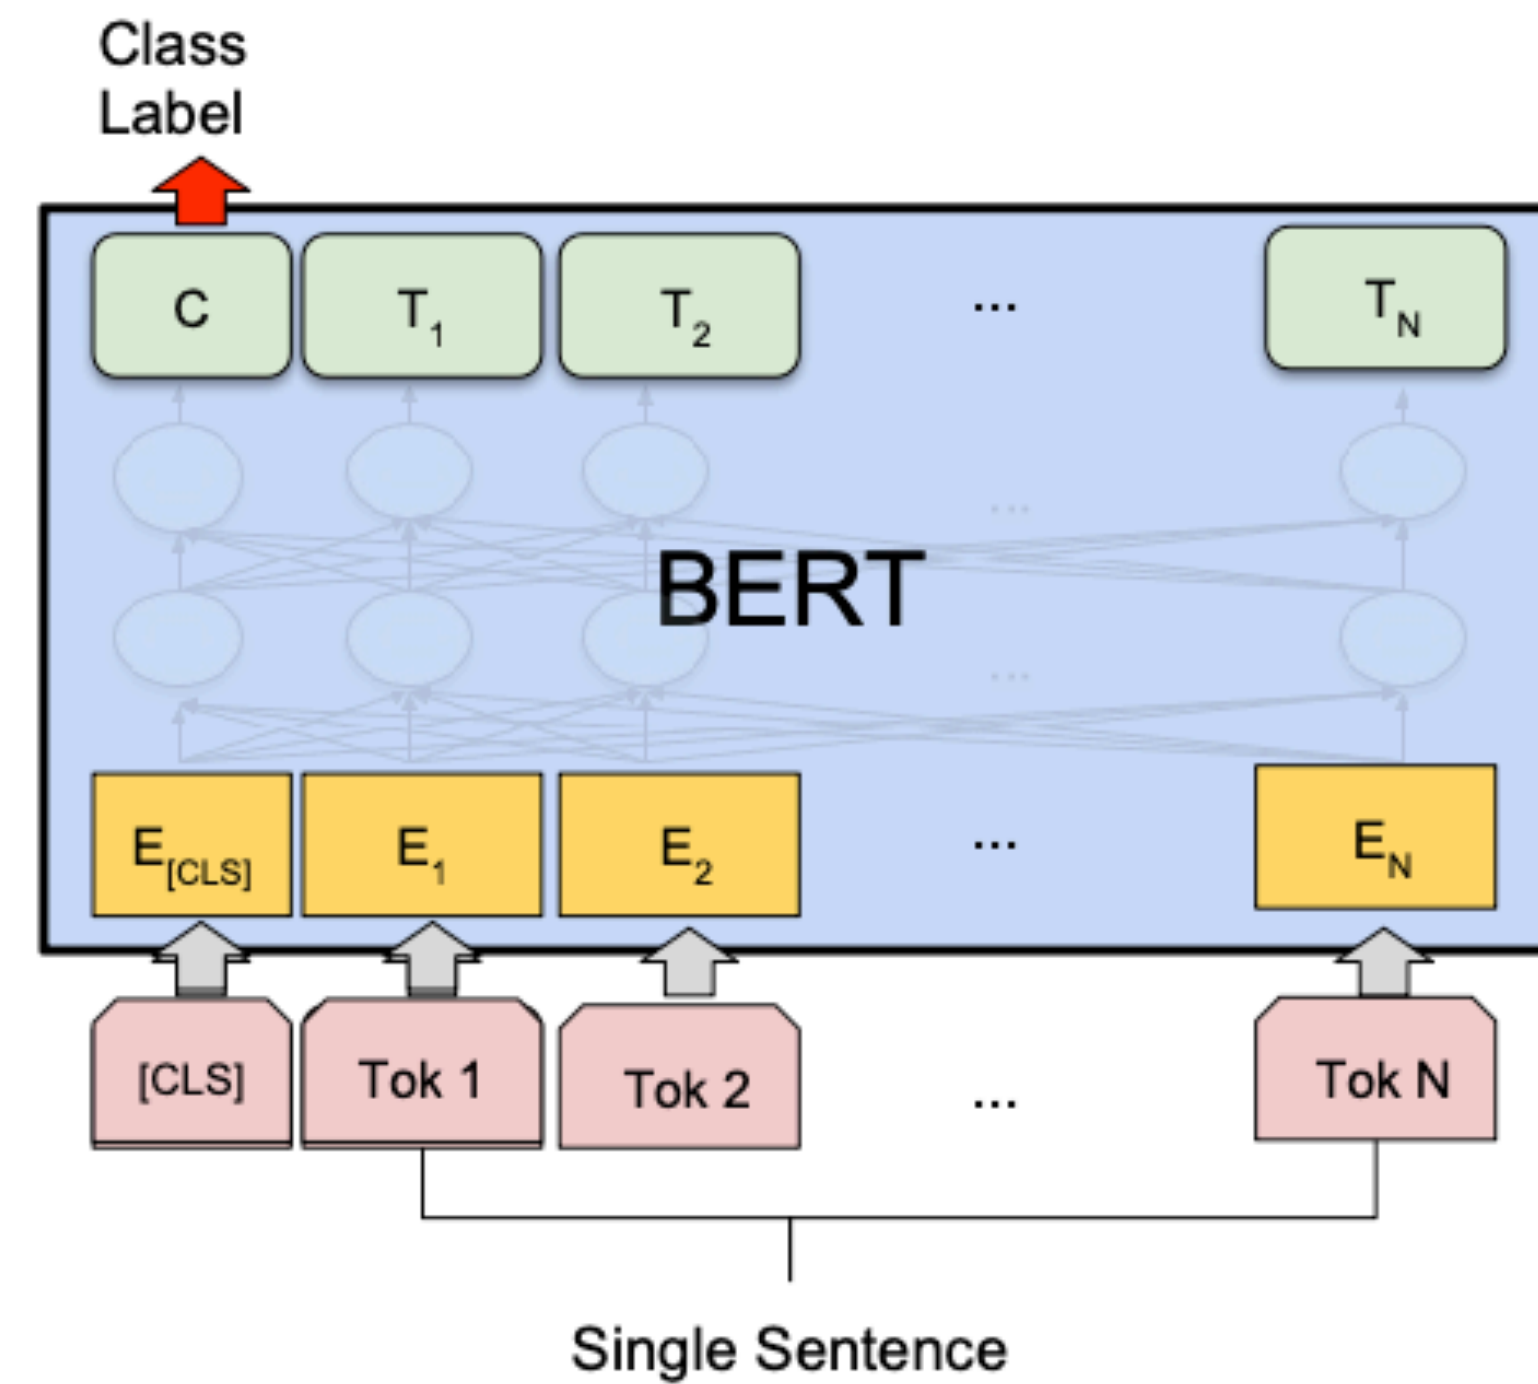 Class
Label
C T1 T2 ... TN
...
BERT
...
E[CLS] E1 E2 ... EN
[CLS] Tok 1 Tok 2 ... Tok N
Single Sentence